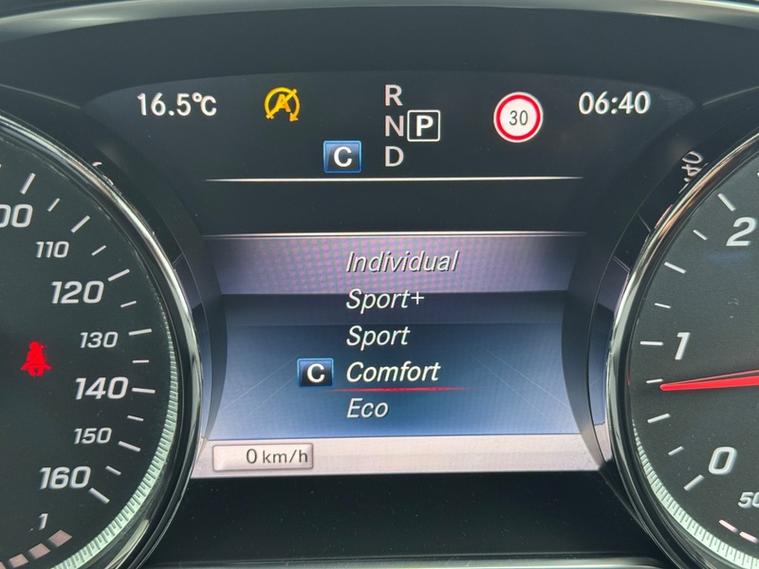 16.5°C A R 30 06:40
N P
C D
Individual
Sport+
Sport
C Comfort
Eco
0 km/h
110
120
130
140
150
160
1
2
1
0